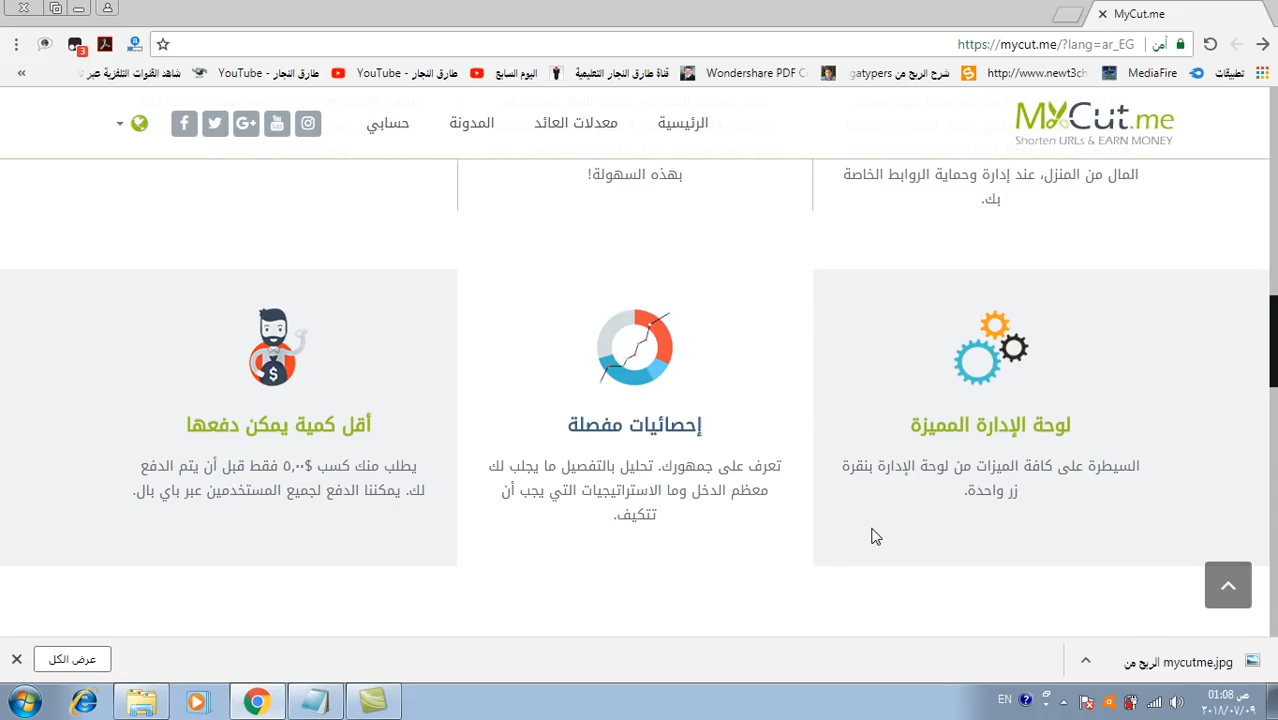 MyCut.me
https://mycut.me/?lang=ar_EG
أمن
3
تطبيقات
MediaFire
http://www.newt3ch
شرح الربح من gatypers
Wondershare PDF C
قناة طارق النجار التعليمية
اليوم السابع
طارق النجار - YouTube
طارق النجار - YouTube
شاهد القنوات التلفزية عبر
»
MyCut.me
Shorten URLs & EARN MONEY
الرئيسية
معدلات العائد
المدونة
حسابي
المال من المنزل، عند إدارة وحماية الروابط الخاصة
بك.
بهذه السهولة!
لوحة الإدارة المميزة
السيطرة على كافة الميزات من لوحة الإدارة بنقرة
زر واحدة.
إحصائيات مفصلة
تعرف على جمهورك. تحليل بالتفصيل ما يجلب لك
معظم الدخل وما الاستراتيجيات التي يجب أن
تتكيف.
أقل كمية يمكن دفعها
يطلب منك كسب $٥,٠٠ فقط قبل أن يتم الدفع
لك. يمكننا الدفع لجميع المستخدمين عبر باي بال.
الربح من mycutme.jpg
عرض الكل
EN
01:08 ص
٢٠١٨/٠٧/٠٩